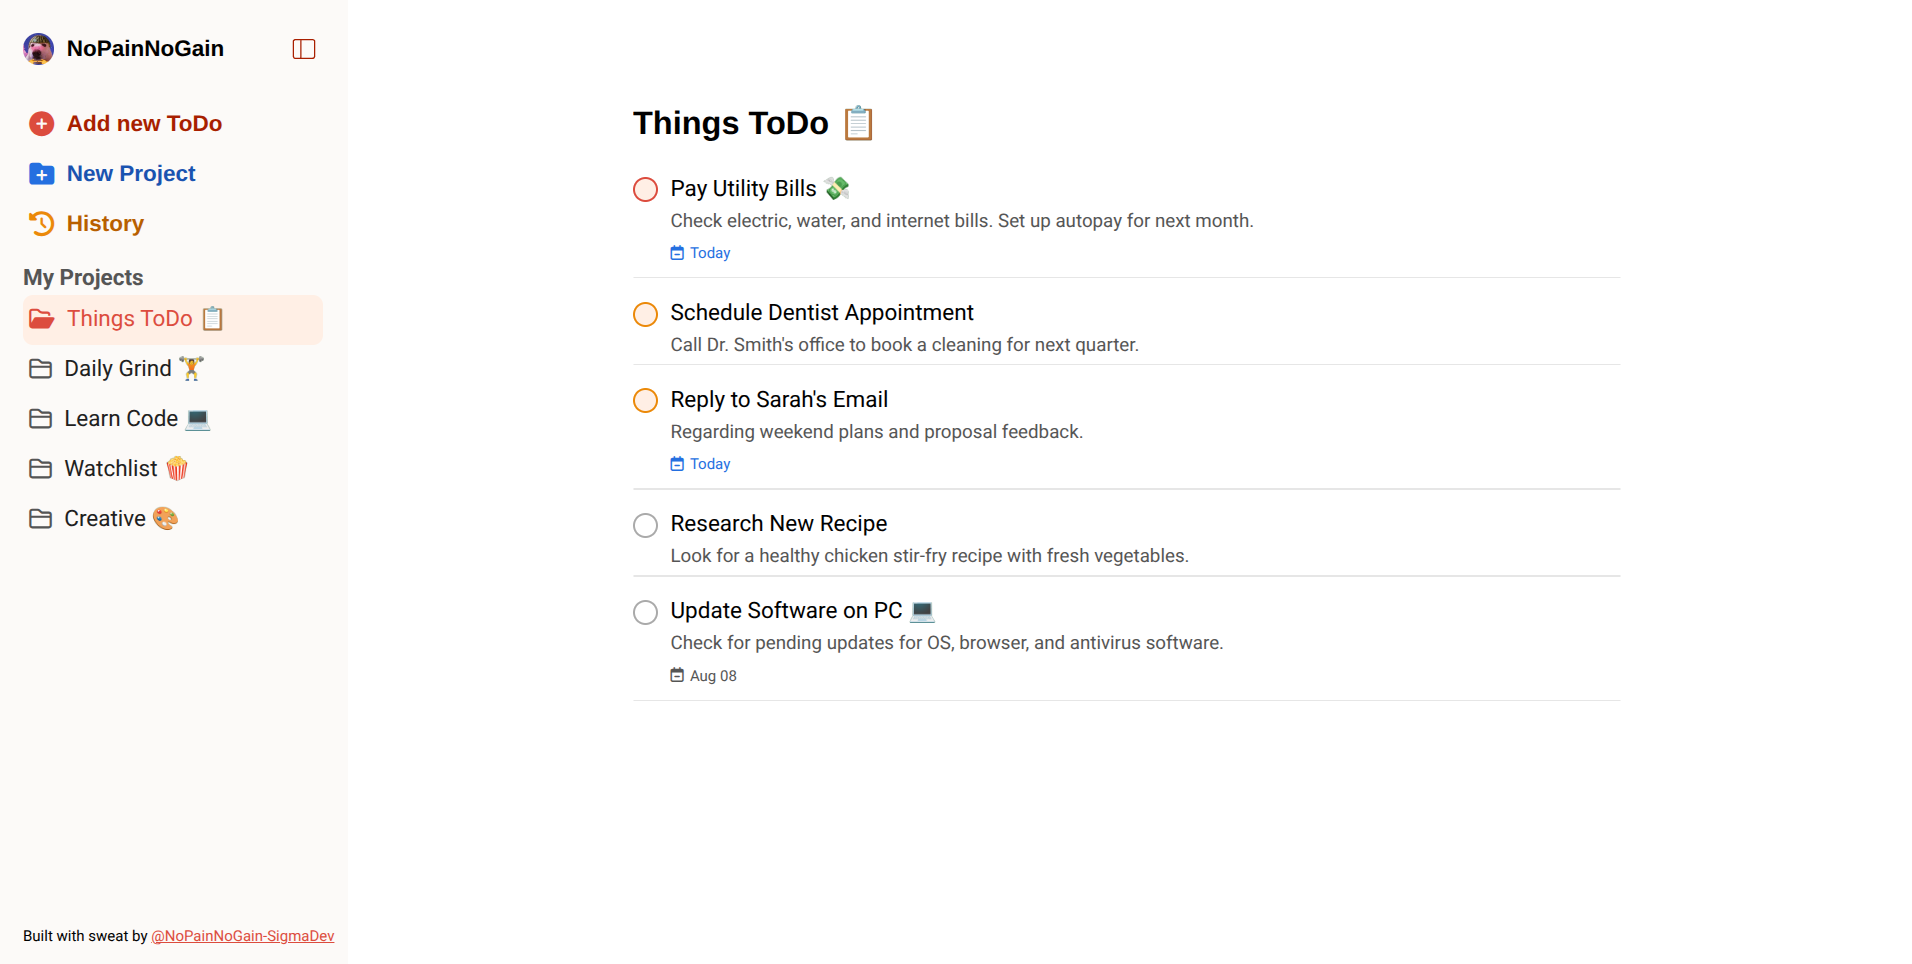 NoPainNoGain
Add new ToDo
New Project
History
My Projects
Things ToDo 📋
Daily Grind 🏋️
Learn Code 💻
Watchlist 🍿
Creative 🎨
Built with sweat by @NoPainNoGain-SigmaDev
Things ToDo 📋
Pay Utility Bills 💸
Check electric, water, and internet bills. Set up autopay for next month.
Today
Schedule Dentist Appointment
Call Dr. Smith's office to book a cleaning for next quarter.
Reply to Sarah's Email
Regarding weekend plans and proposal feedback.
Today
Research New Recipe
Look for a healthy chicken stir-fry recipe with fresh vegetables.
Update Software on PC 💻
Check for pending updates for OS, browser, and antivirus software.
Aug 08